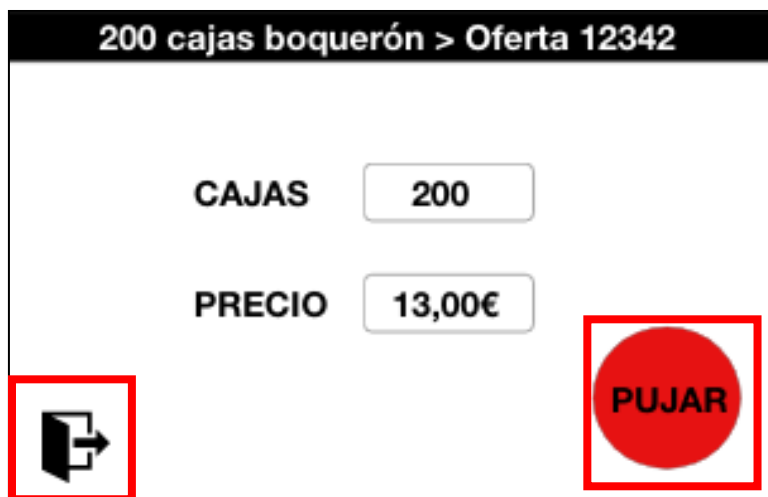 200 cajas boquerón > Oferta 12342
CAJAS 200
PRECIO 13,00€
PUJAR